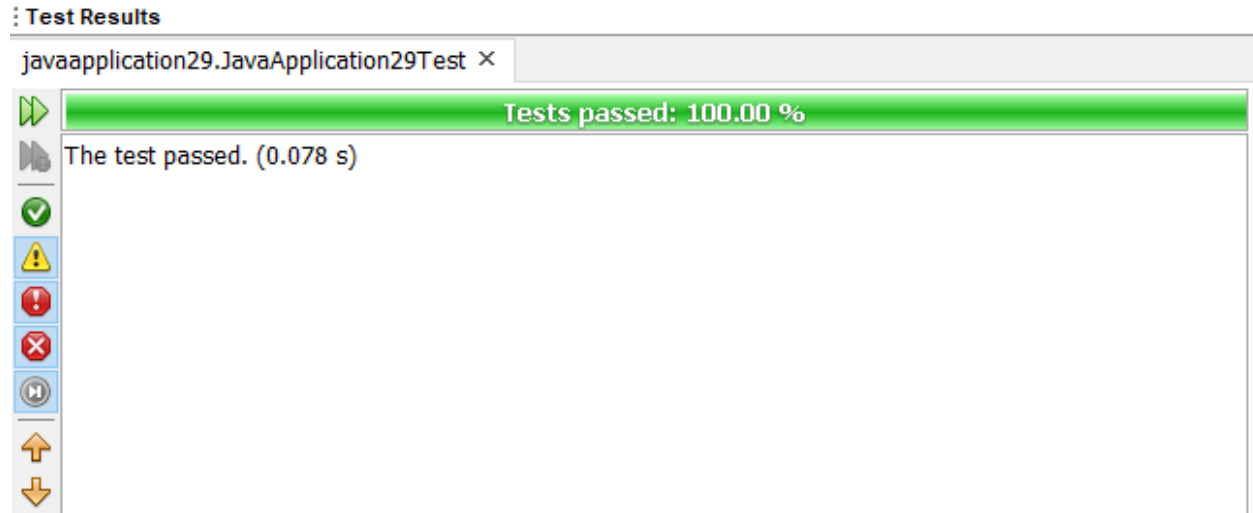 Test Results
javaapplication29.JavaApplication29Test ×
Tests passed: 100.00 %
The test passed. (0.078 s)